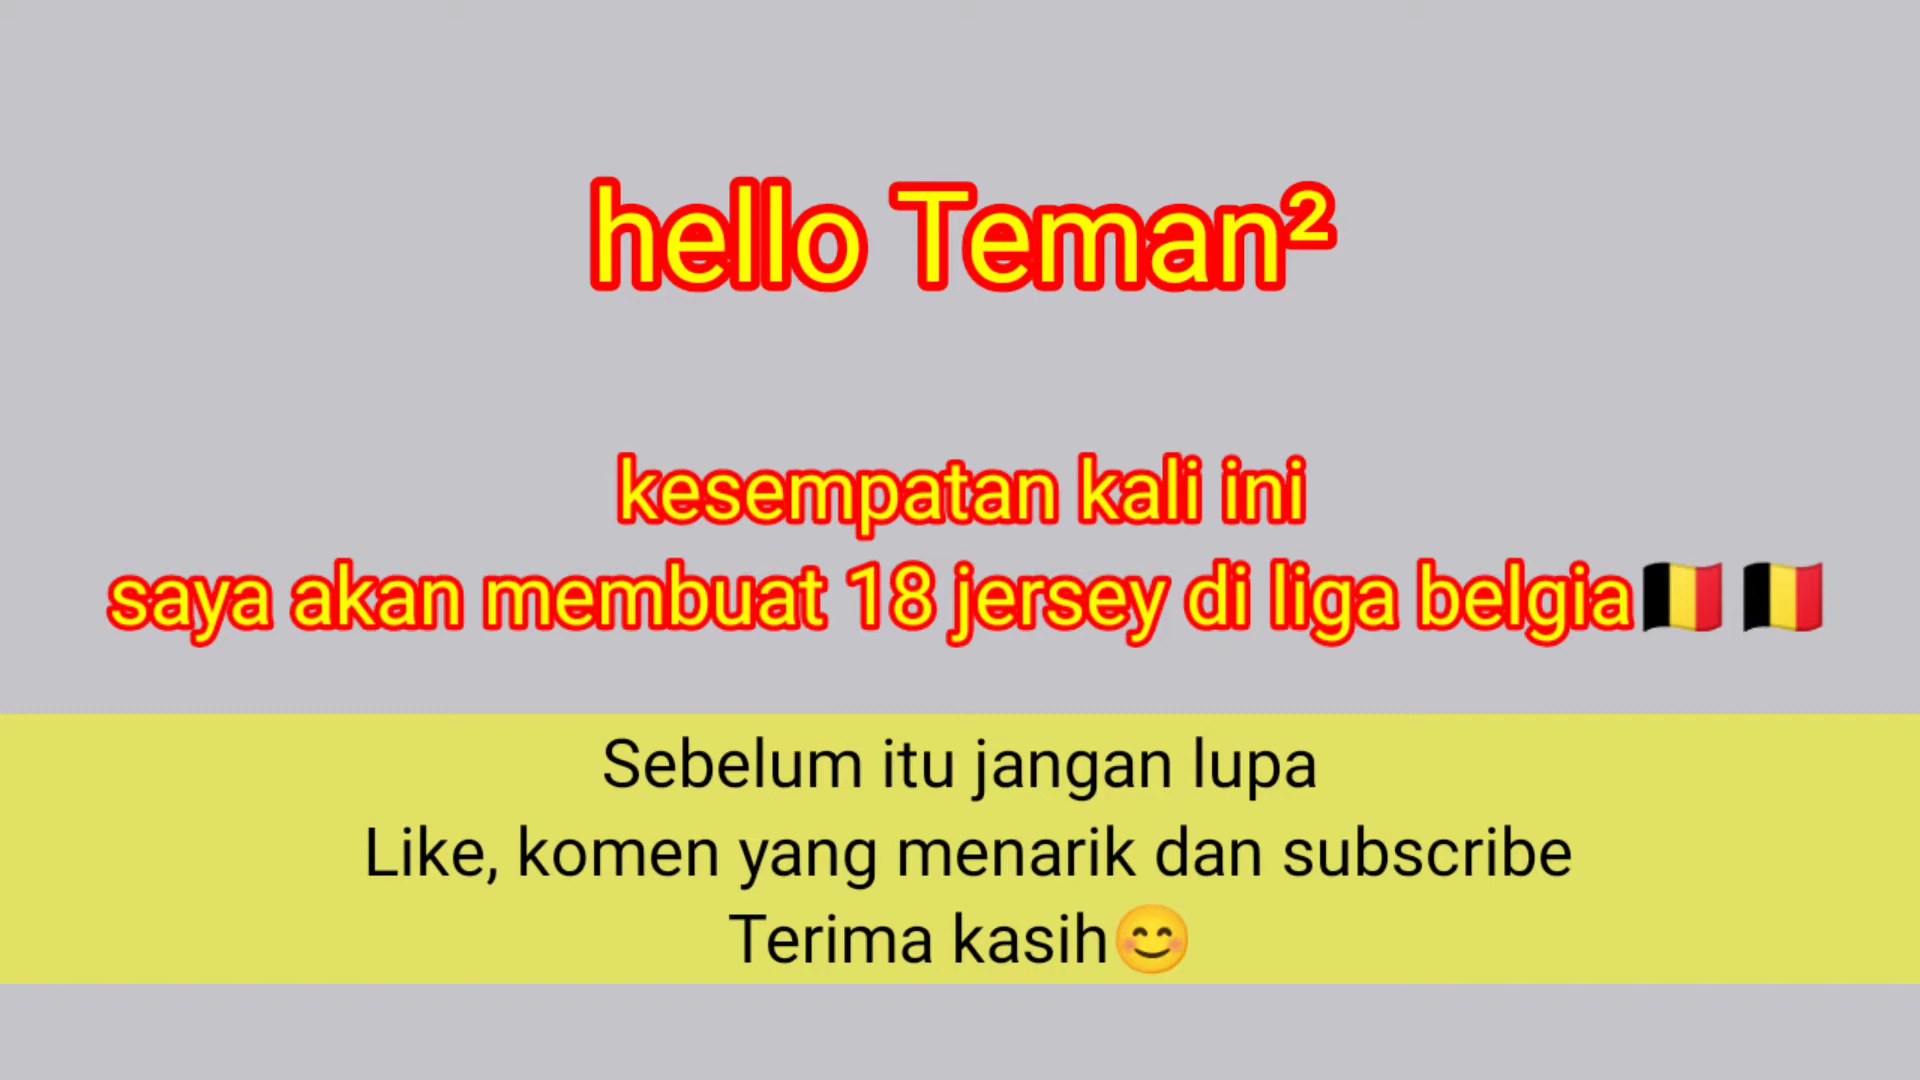 hello Teman²
kesempatan kali ini
saya akan membuat 18 jersey di liga belgia🇧🇪🇧🇪
Sebelum itu jangan lupa
Like, komen yang menarik dan subscribe
Terima kasih😊